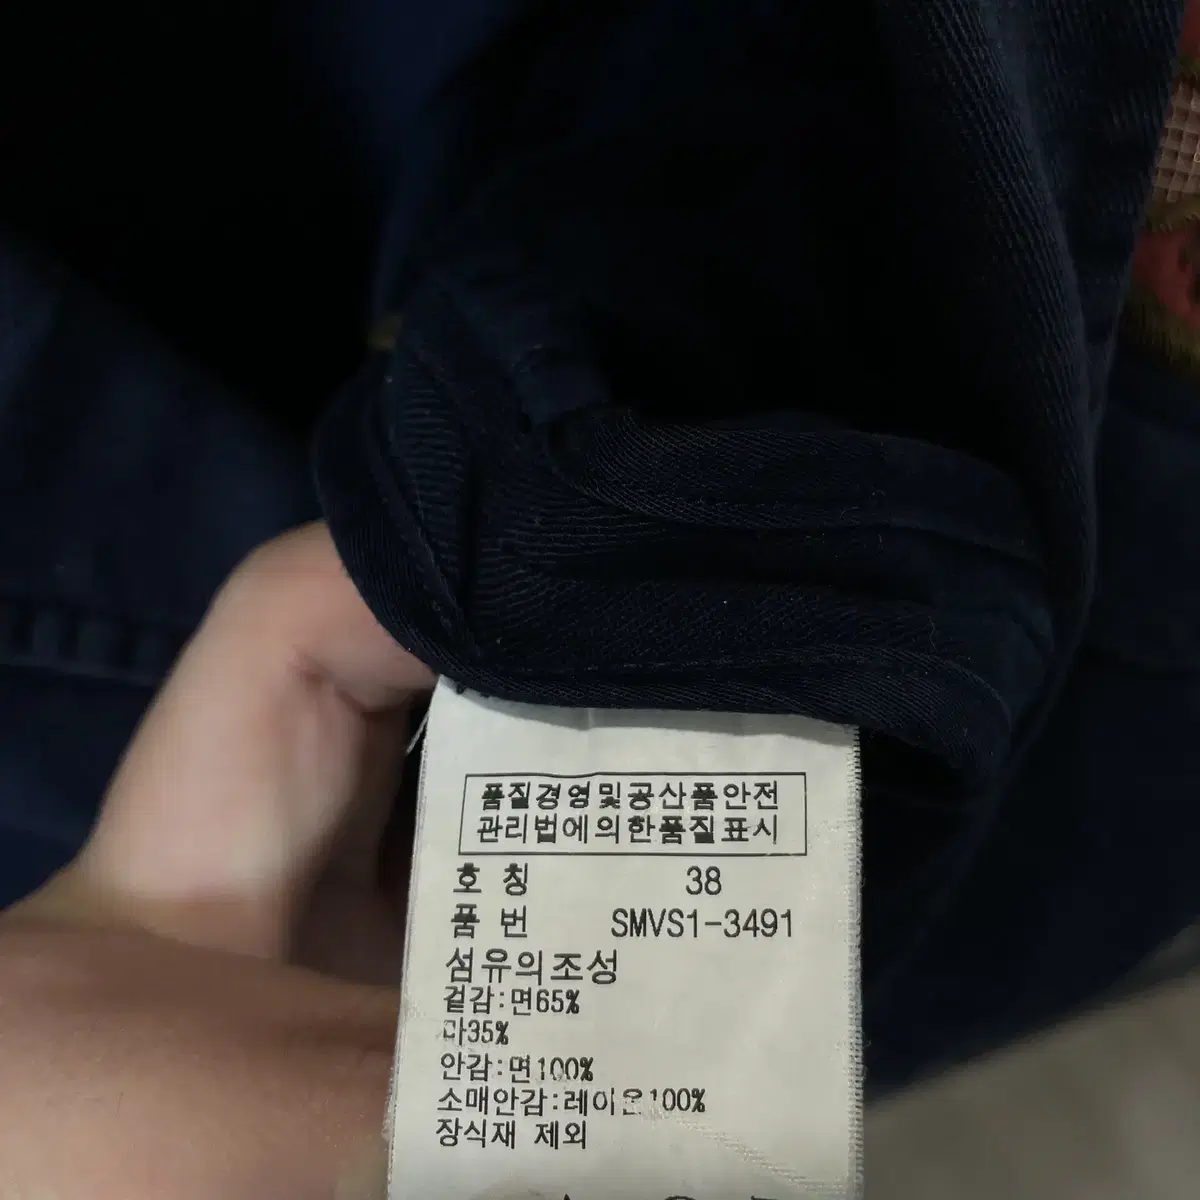 품질경영및공산품안전
관리법에의한품질표시
호 칭 38
품 번 SMVS1-3491
섬유의조성
겉감:면65%
마35%
안감:면100%
소매안감:레이온100%
장식재 제외